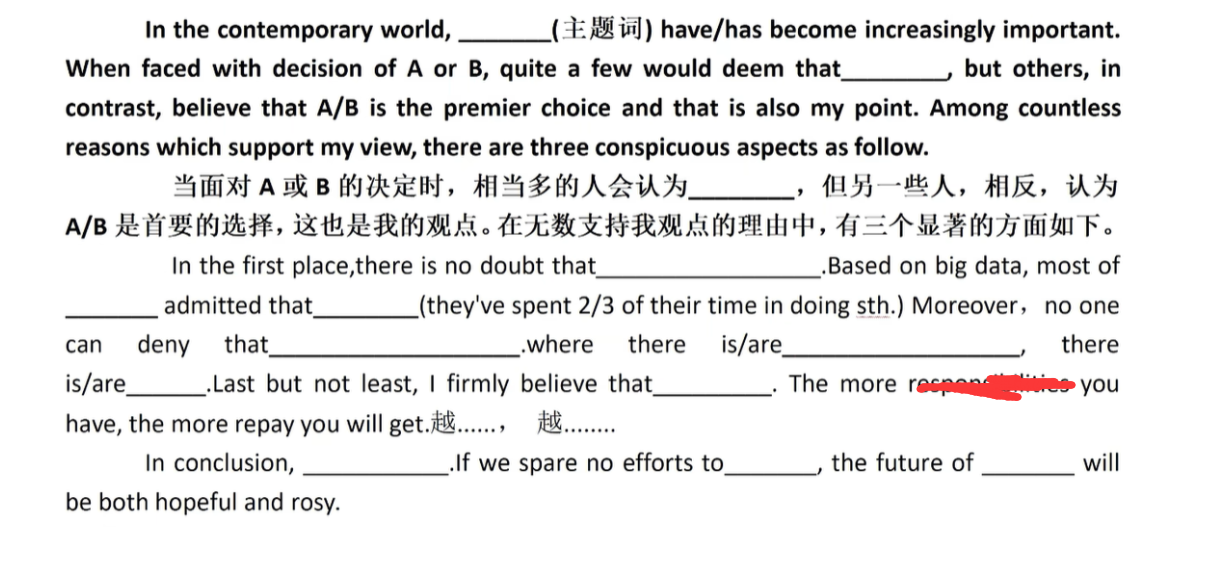 In the contemporary world, _______(主题词) have/has become increasingly important.
When faced with decision of A or B, quite a few would deem that________, but others, in
contrast, believe that A/B is the premier choice and that is also my point. Among countless
reasons which support my view, there are three conspicuous aspects as follow.
当面对 A 或 B 的决定时，相当多的人会认为________，但另一些人，相反，认为
A/B 是首要的选择，这也是我的观点。在无数支持我观点的理由中，有三个显著的方面如下。
In the first place,there is no doubt that_________________.Based on big data, most of
_______ admitted that________(they've spent 2/3 of their time in doing sth.) Moreover，no one
can deny that___________________.where there is/are__________________, there
is/are______.Last but not least, I firmly believe that_________. The more you
have, the more repay you will get.越......， 越........
In conclusion, ___________.If we spare no efforts to_______, the future of _______ will
be both hopeful and rosy.